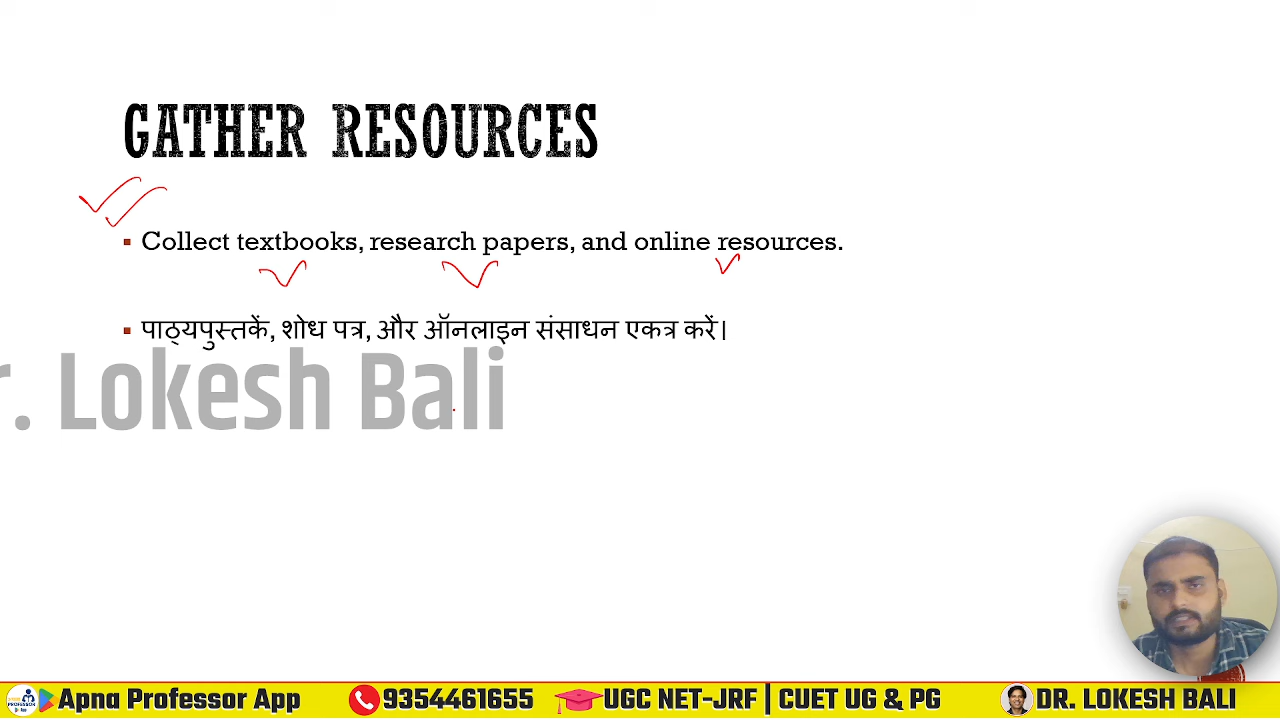 GATHER RESOURCES
Collect textbooks, research papers, and online resources.
पाठ्यपुस्तकें, शोध पत्र, और ऑनलाइन संसाधन एकत्र करें।
r. Lokesh Bali
Apna Professor App 9354461655 UGC NET-JRF | CUET UG & PG DR. LOKESH BALI